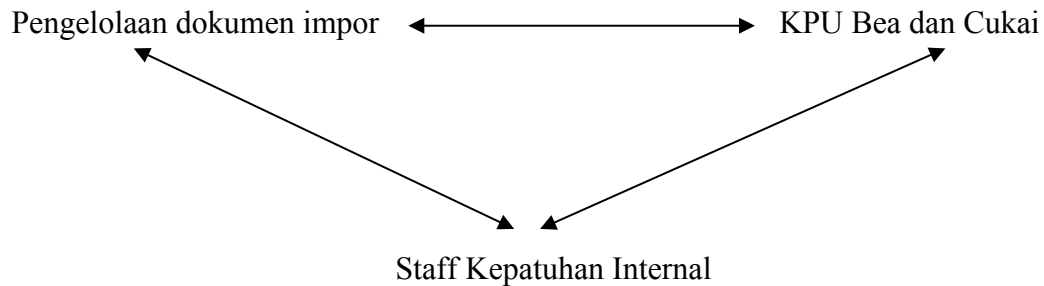 Pengelolaan dokumen impor
KPU Bea dan Cukai
Staff Kepatuhan Internal